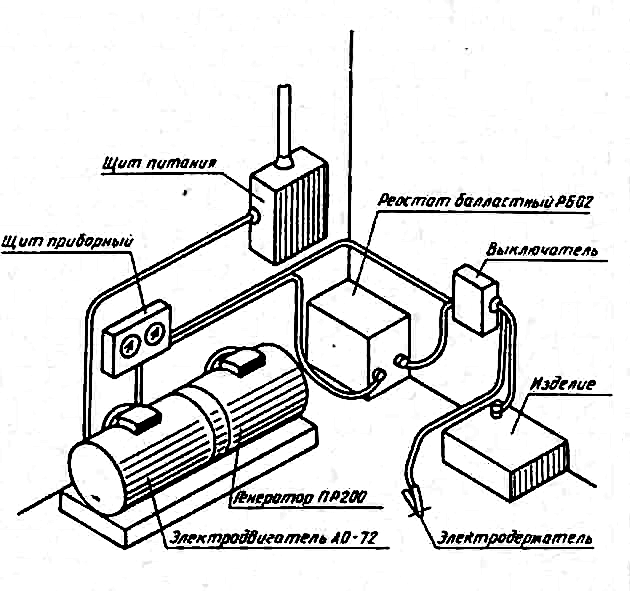 Щит питания
Реостат балластный РБ02
Щит приборный
Выключатель
Изделие
Генератор ПР200
Электродвигатель АО-72
Электродержатель